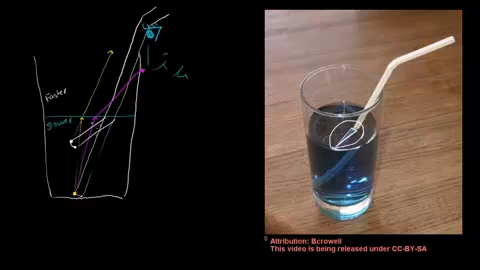 Faster
Slower
Attribution: Bcrowell
This video is being released under CC-BY-SA